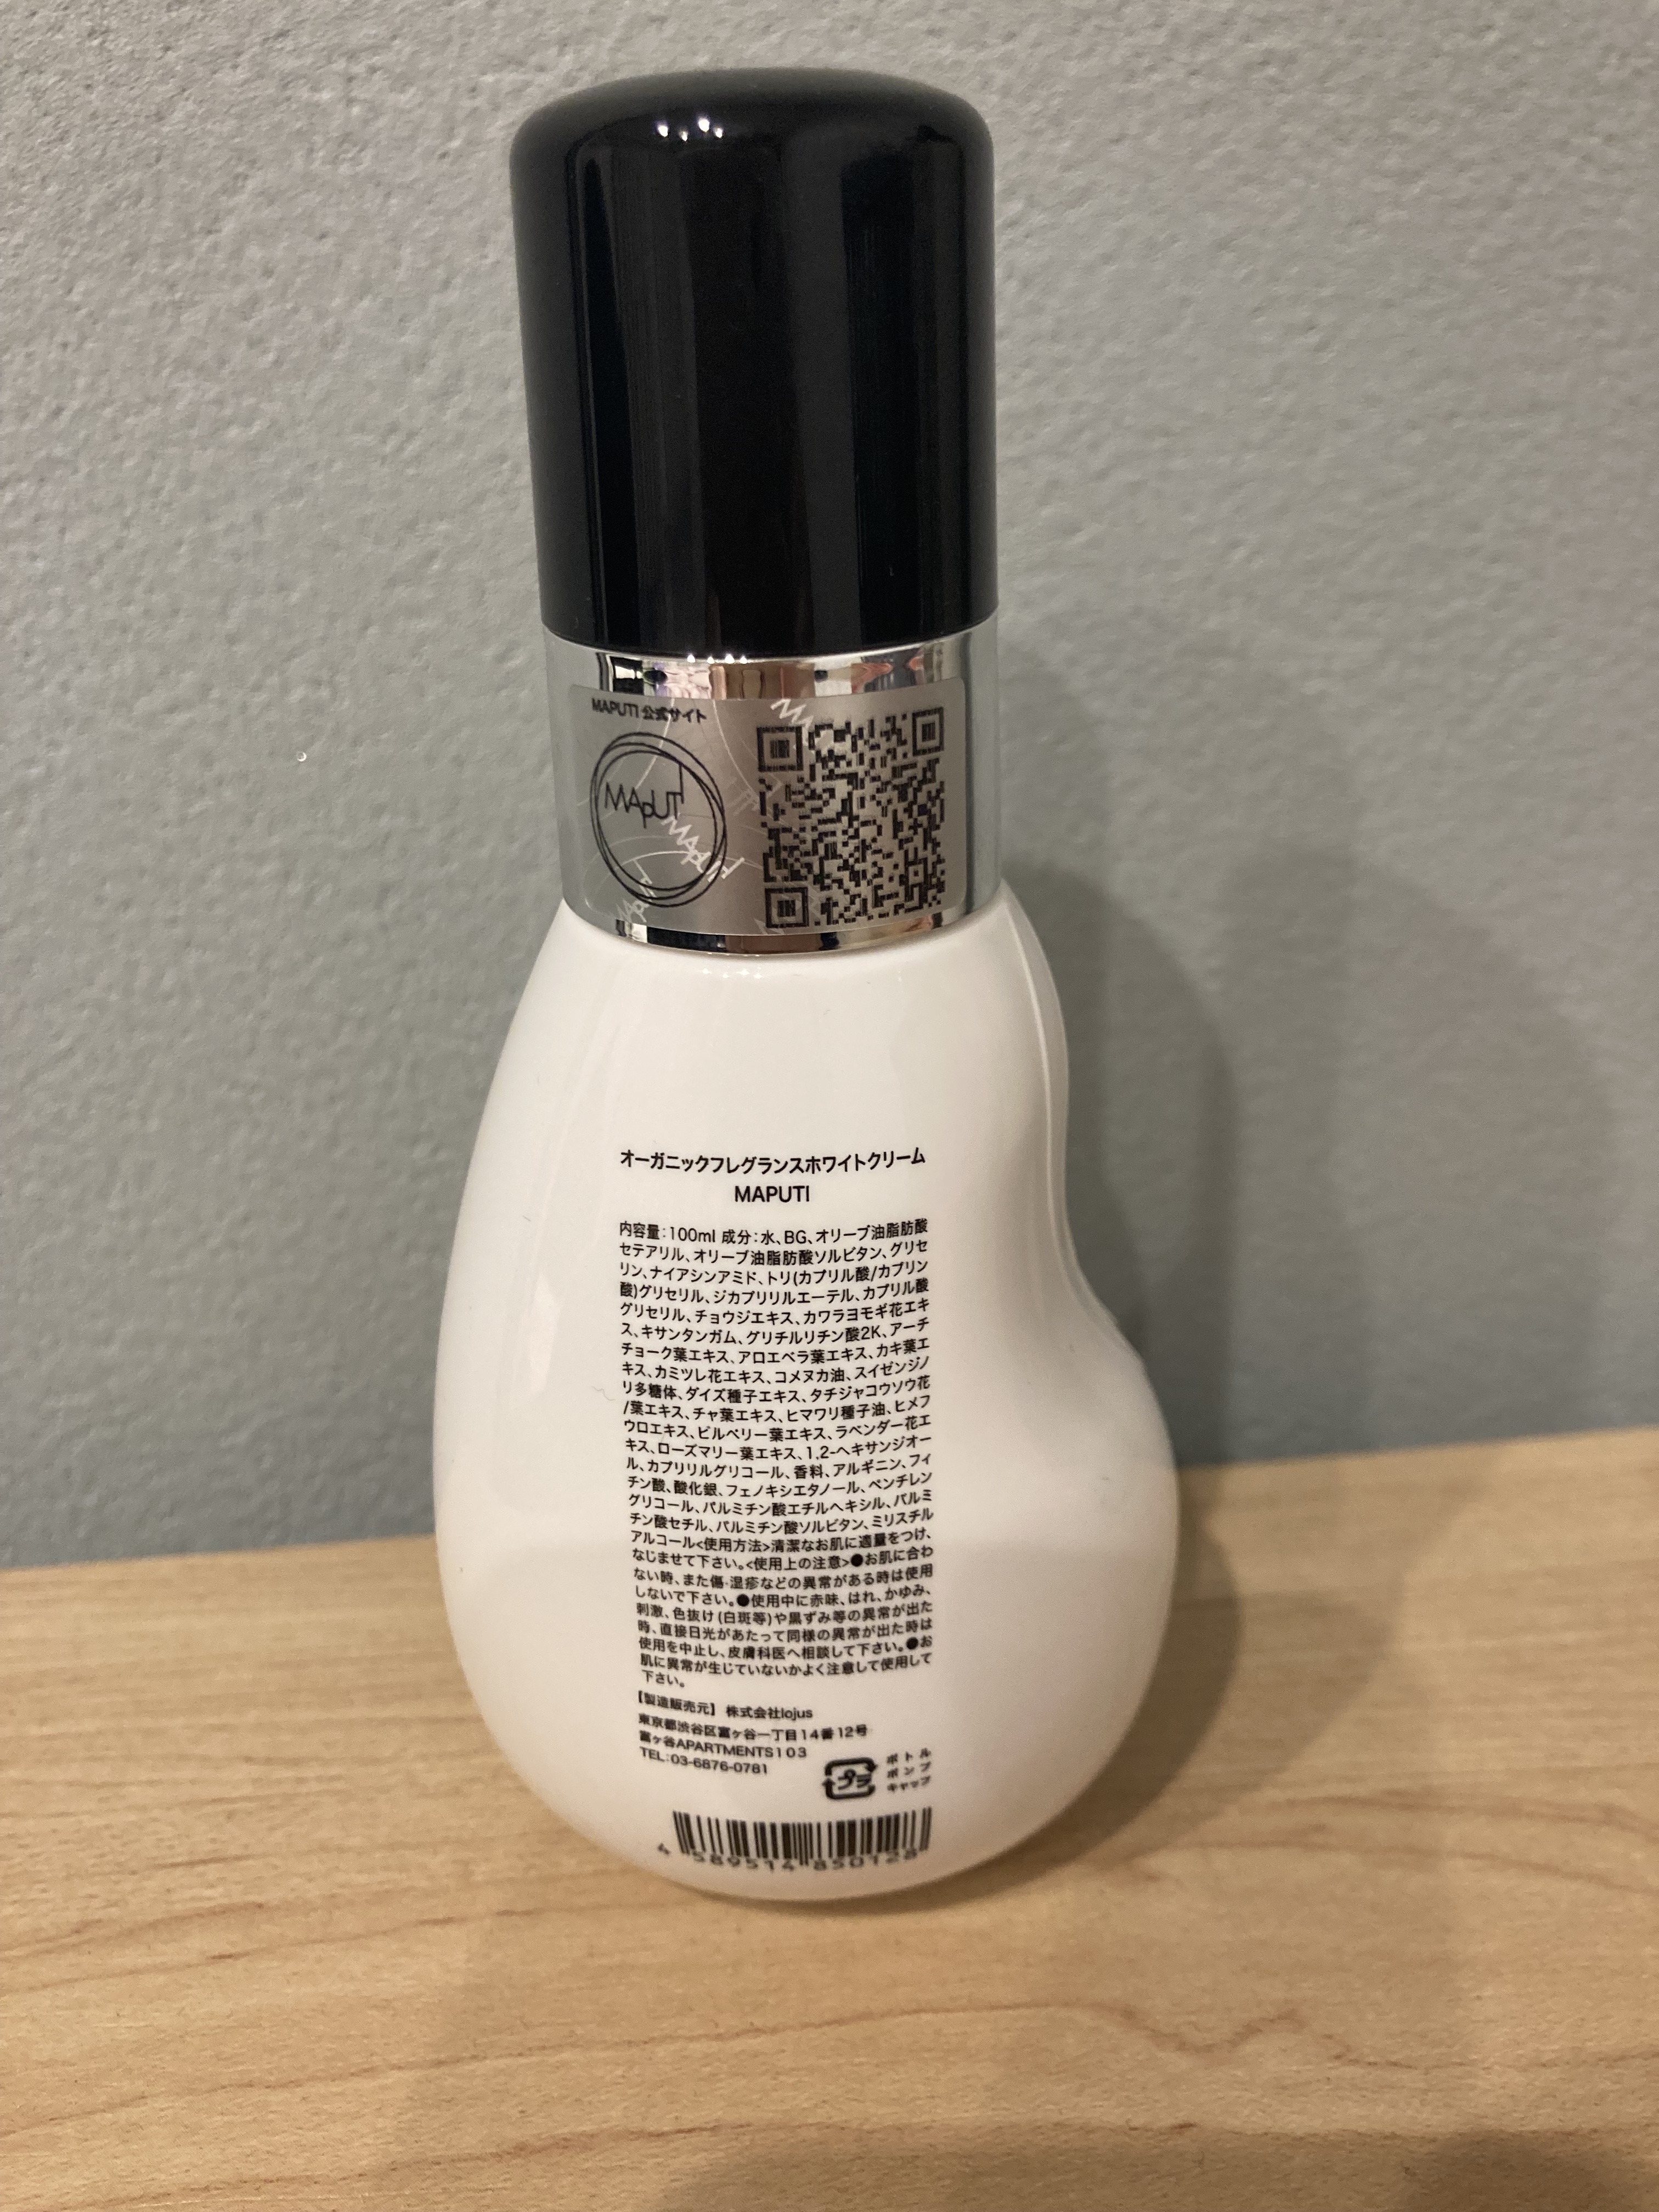 MAPUTI 公式サイト
MApUTI
MApUTI
オーガニックフレグランスホワイトクリーム
MAPUTI
内容量:100ml 成分:水、BG、オリーブ油脂肪酸
セテアリル、オリーブ油脂肪酸ソルビタン、グリセ
リン、ナイアシンアミド、トリ(カプリル酸/カプリン
酸)グリセリル、ジカプリリルエーテル、カプリル酸
グリセリル、チョウジエキス、カワラヨモギ花エキ
ス、キサンタンガム、グリチルリチン酸2K、アーチ
チョーク葉エキス、アロエベラ葉エキス、カキ葉エ
キス、カミツレ花エキス、コメヌカ油、スイゼンジノ
リ多糖体、ダイズ種子エキス、タチジャコウソウ花
/葉エキス、チャ葉エキス、ヒマワリ種子油、ヒメフ
ウロエキス、ビルベリー葉エキス、ラベンダー花エ
キス、ローズマリー葉エキス、1,2-ヘキサンジオー
ル、カプリリルグリコール、香料、アルギニン、フィ
チン酸、酸化銀、フェノキシエタノール、ペンチレン
グリコール、パルミチン酸エチルヘキシル、パルミ
チン酸セチル、パルミチン酸ソルビタン、ミリスチル
アルコール<使用方法>清潔なお肌に適量をつけ、
なじませて下さい。<使用上の注意>●お肌に合わ
ない時、また傷・湿疹などの異常がある時は使用
しないで下さい。●使用中に赤味、はれ、かゆみ、
刺激、色抜け(白斑等)や黒ずみ等の異常が出た
時、直接日光があたって同様の異常が出た時は
使用を中止し、皮膚科医へ相談して下さい。●お
肌に異常が生じていないかよく注意して使用して
下さい。
【製造販売元】 株式会社lojus
東京都渋谷区富ヶ谷一丁目14番12号
富ヶ谷APARTMENTS103
TEL:03-6876-0781
プラ
ボトル
ポンプ
キャップ
4 589514 850128